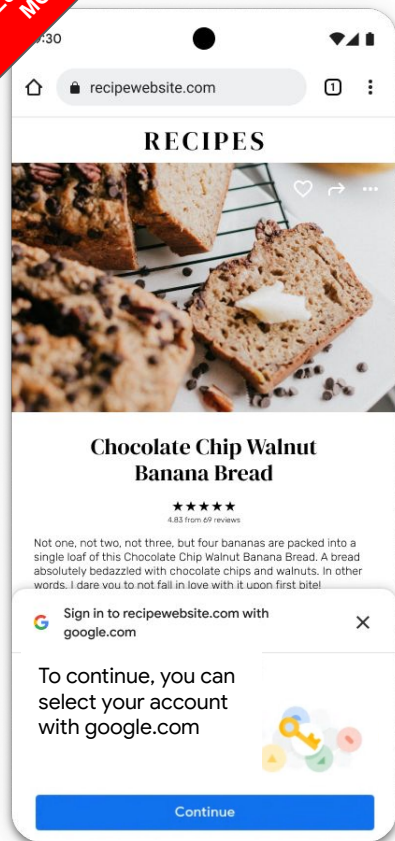 :30
recipewebsite.com
1
RECIPES
Chocolate Chip Walnut
Banana Bread
★★★★★
4.83 from 69 reviews
Not one, not two, not three, but four bananas are packed into a
single loaf of this Chocolate Chip Walnut Banana Bread. A bread
absolutely bedazzled with chocolate chips and walnuts. In other
words, I dare you to not fall in love with it upon first bite!
G
Sign in to recipewebsite.com with
google.com
To continue, you can
select your account
with google.com
Continue